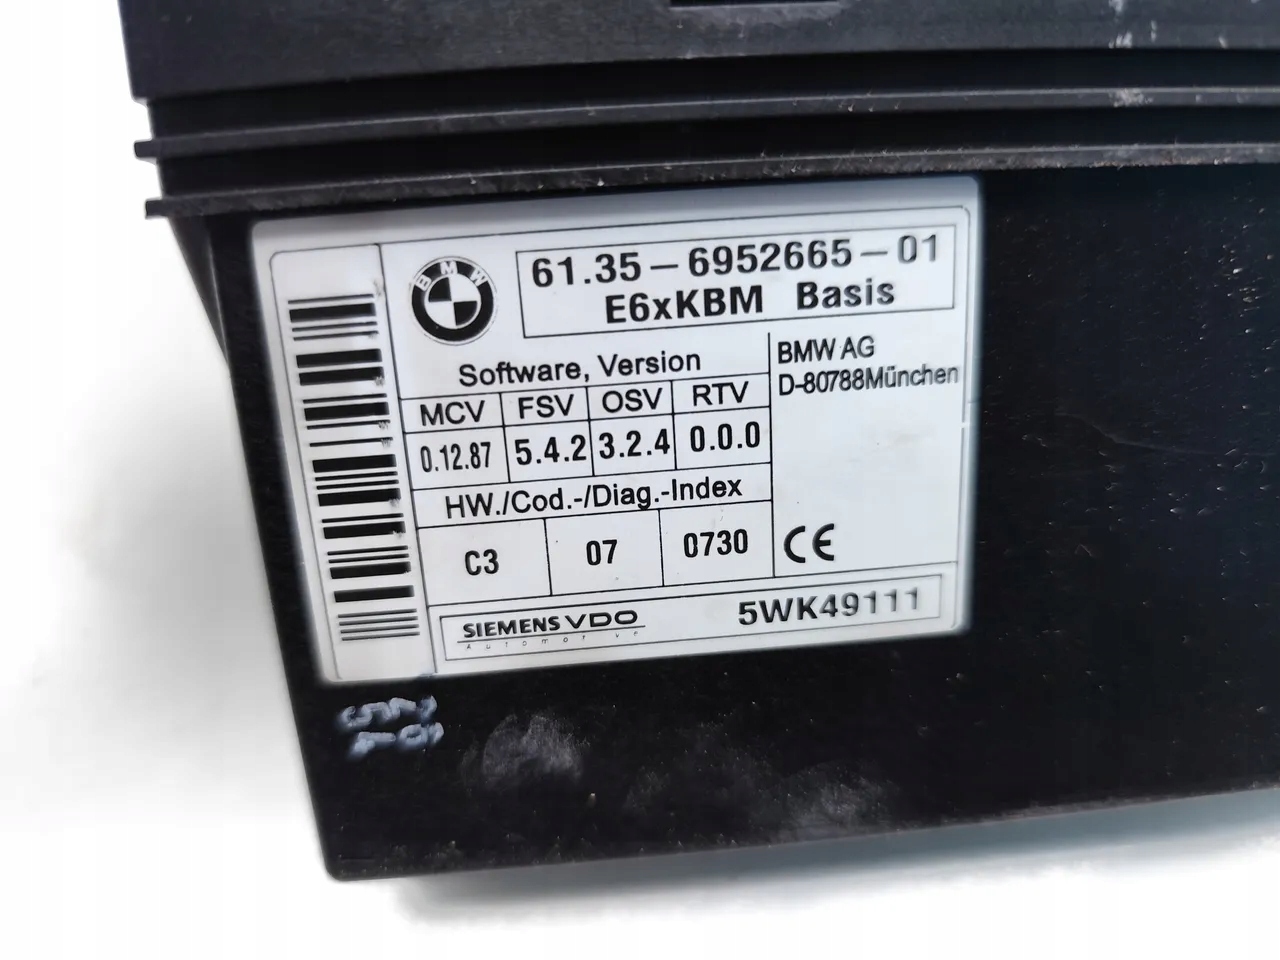 BMW
61.35-6952665-01
E6xKBM Basis
Software, Version
MCV FSV OSV RTV
0.12.87 5.4.2 3.2.4 0.0.0
BMW AG
D-80788München
HW./Cod.-/Diag.-Index
C3 07 0730
CE
SIEMENS VDO
Automotive
5WK49111